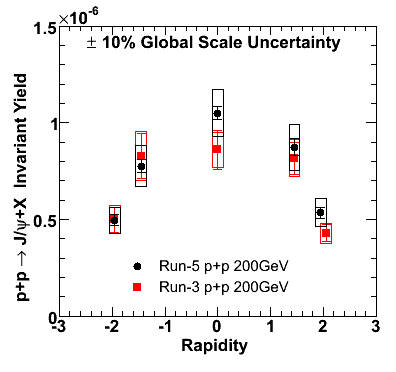 1.5
×10⁻⁶
± 10% Global Scale Uncertainty
p+p → J/ψ+X Invariant Yield
1
0.5
0
Run-5 p+p 200GeV
Run-3 p+p 200GeV
-3 -2 -1 0 1 2 3
Rapidity